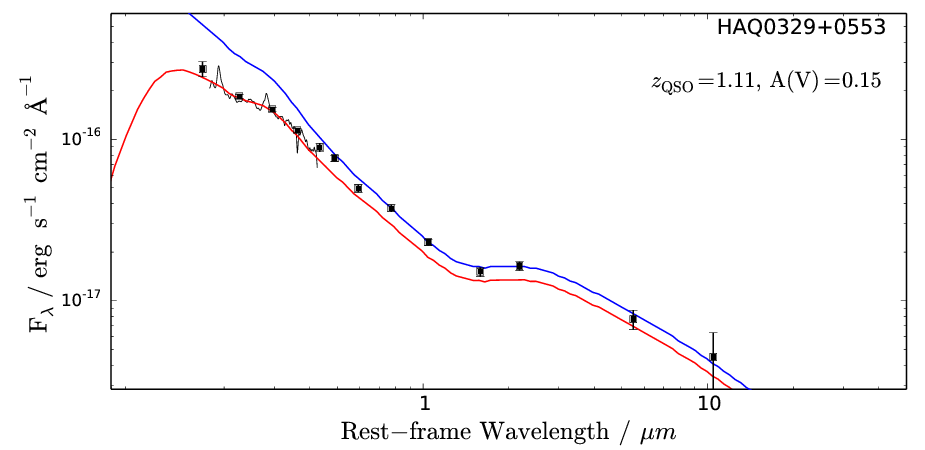 HAQ0329+0553
z_QSO=1.11, A(V)=0.15
10^-16
10^-17
F_λ / erg s^−1 cm^−2 Å^−1
1
10
Rest−frame Wavelength / μm